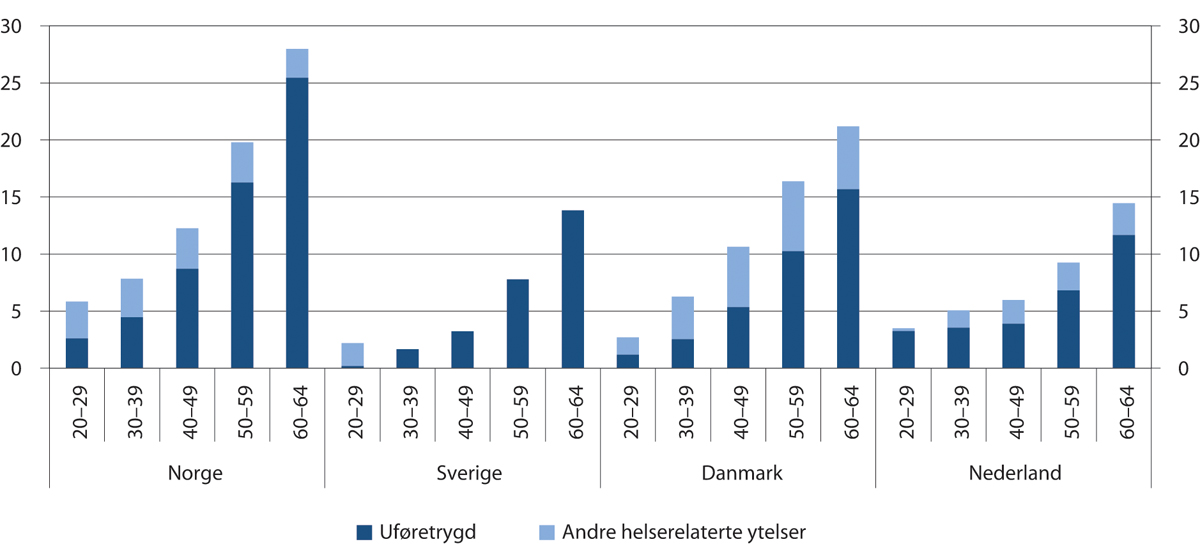 30 30
25 25
20 20
15 15
10 10
5 5
0 0
20–29 30–39 40–49 50–59 60–64 20–29 30–39 40–49 50–59 60–64 20–29 30–39 40–49 50–59 60–64 20–29 30–39 40–49 50–59 60–64
Norge Sverige Danmark Nederland
Uføretrygd Andre helserelaterte ytelser